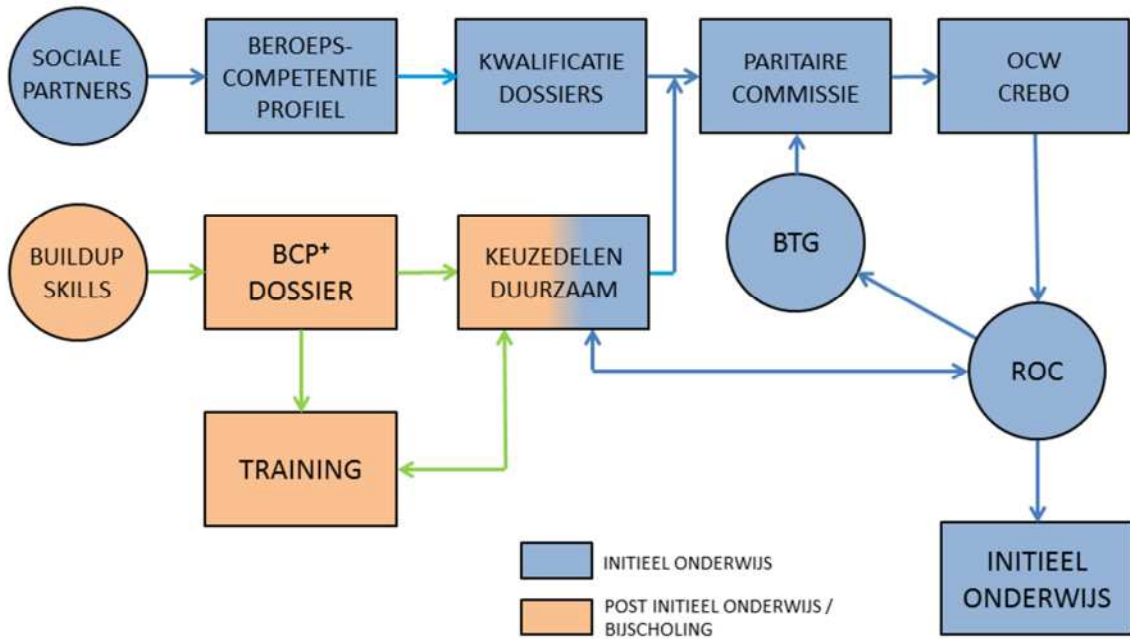 SOCIALE
PARTNERS
BEROEPS-
COMPETENTIE
PROFIEL
KWALIFICATIE
DOSSIERS
PARITAIRE
COMMISSIE
OCW
CREBO
BUILDUP
SKILLS
BCP⁺
DOSSIER
KEUZEDELEN
DUURZAAM
BTG
ROC
TRAINING
INITIEEL
ONDERWIJS
INITIEEL ONDERWIJS
POST INITIEEL ONDERWIJS /
BIJSCHOLING